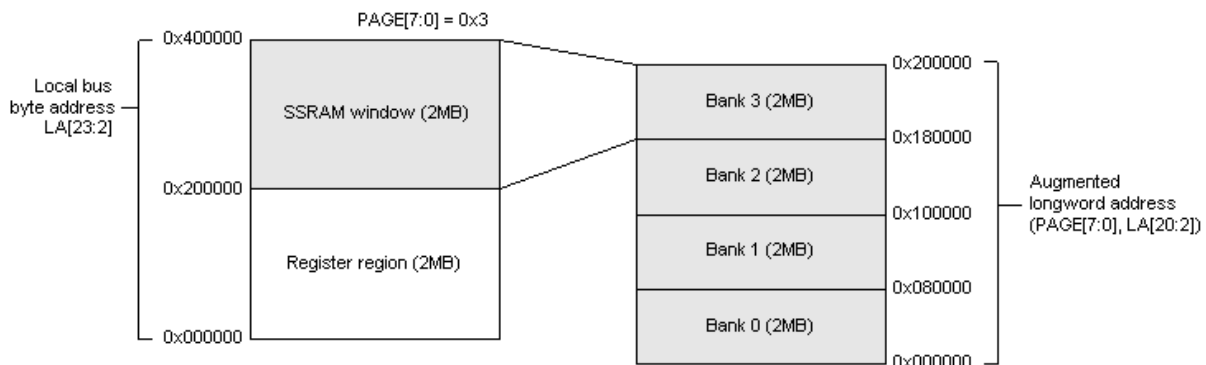 PAGE[7:0] = 0x3
0x400000
Local bus
byte address
LA[23:2]
SSRAM window (2MB)
0x200000
Register region (2MB)
0x000000
0x200000
Bank 3 (2MB)
0x180000
Bank 2 (2MB)
0x100000
Bank 1 (2MB)
0x080000
Bank 0 (2MB)
0x000000
Augmented
longword address
(PAGE[7:0], LA[20:2])